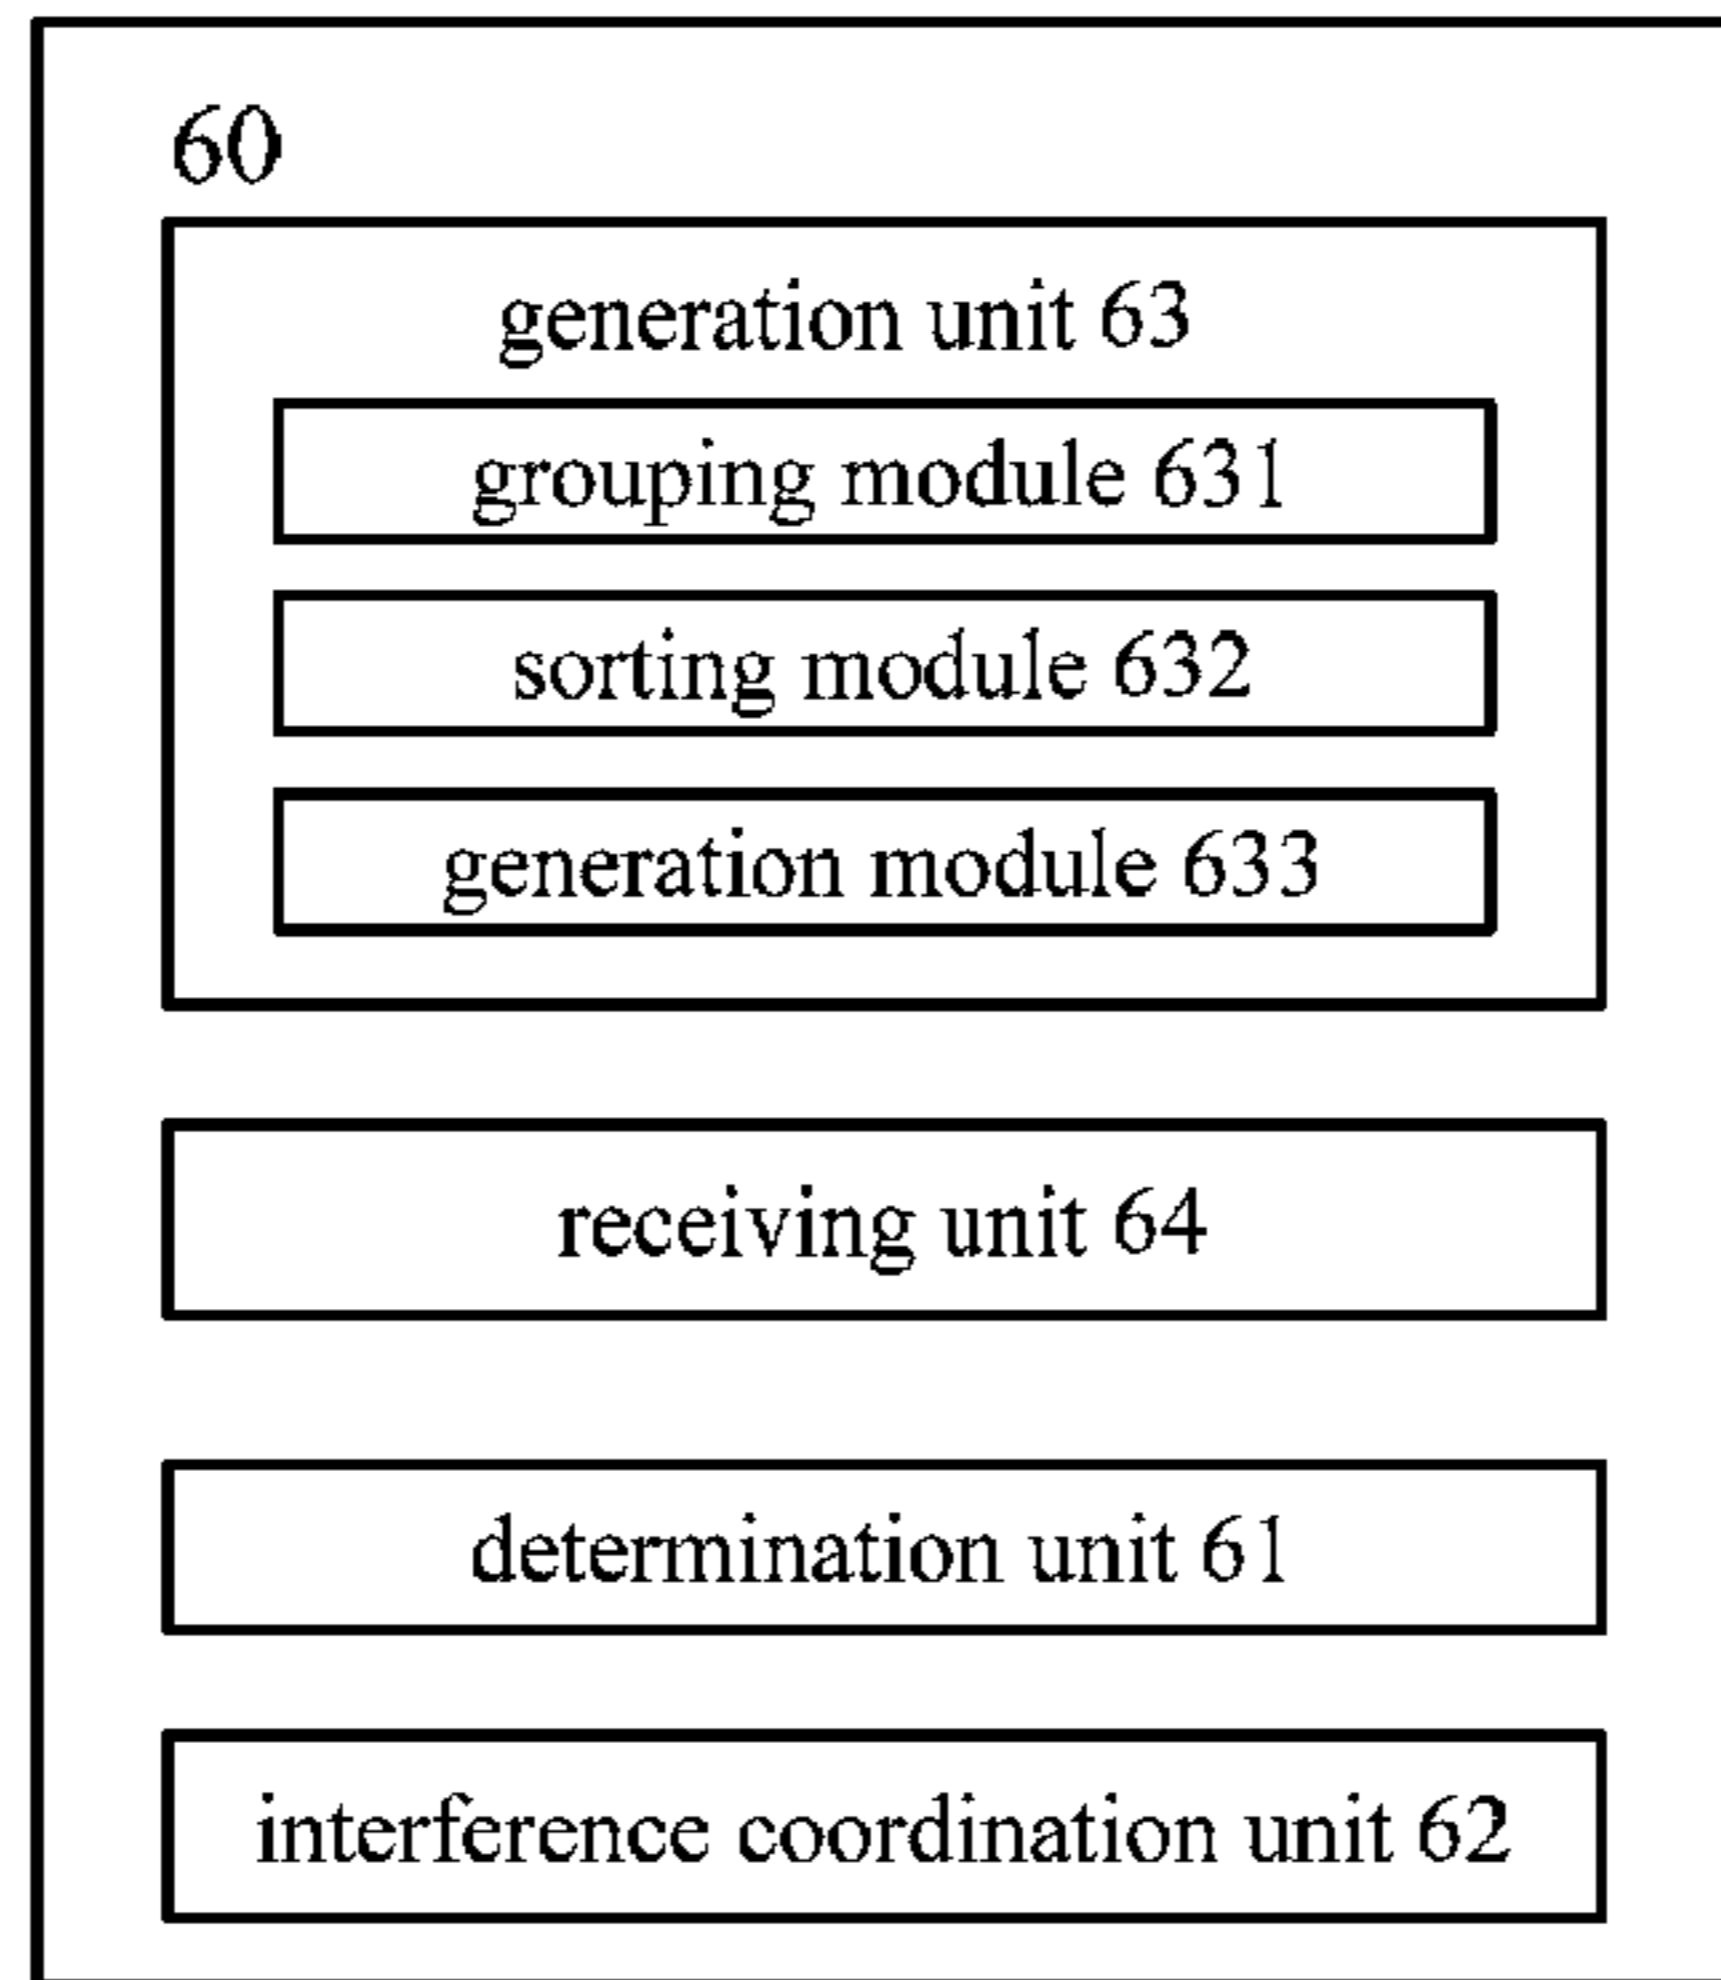 60
generation unit 63
grouping module 631
sorting module 632
generation module 633
receiving unit 64
determination unit 61
interference coordination unit 62